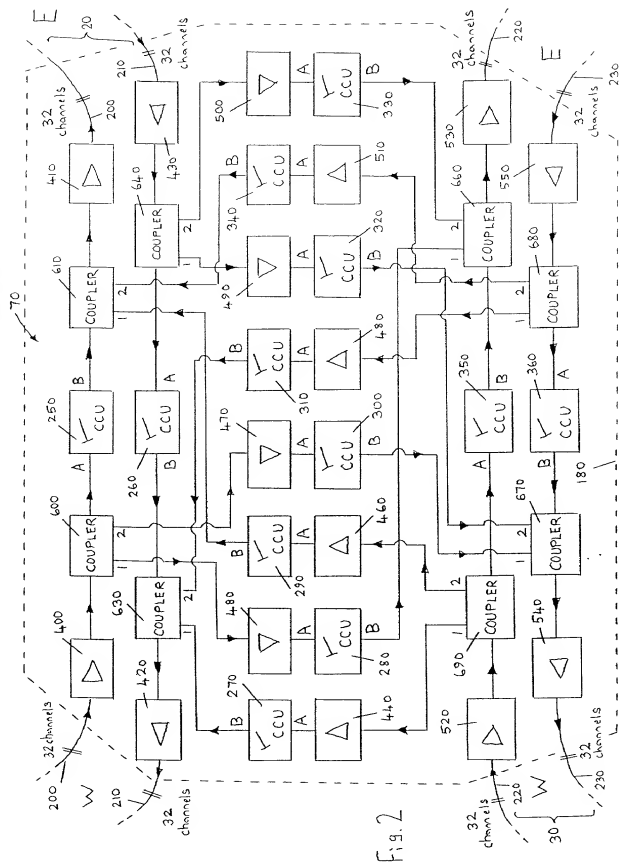 E
20
32
channels
210
200
32
channels
220
E
230
32
channels
410
430
500
A
CCU
B
330
530
550
70
640
B
CCU
340
A
510
660
COUPLER
2
1
610
COUPLER
2
1
320
490
A
CCU
B
COUPLER
2
1
680
COUPLER
2
1
B
A
480
B
CCU
A
310
B
A
250
CCU
260
CCU
470
A
CCU
B
300
350
CCU
360
CCU
A
B
A
B
180
600
COUPLER
2
1
460
B
CCU
A
290
670
COUPLER
2
1
630
COUPLER
2
1
480
A
CCU
B
280
690
COUPLER
2
1
400
420
270
B
CCU
A
440
520
540
32 channels
200
W
210
32
channels
32
channels
220
W
30
32
channels
230
Fig. 2